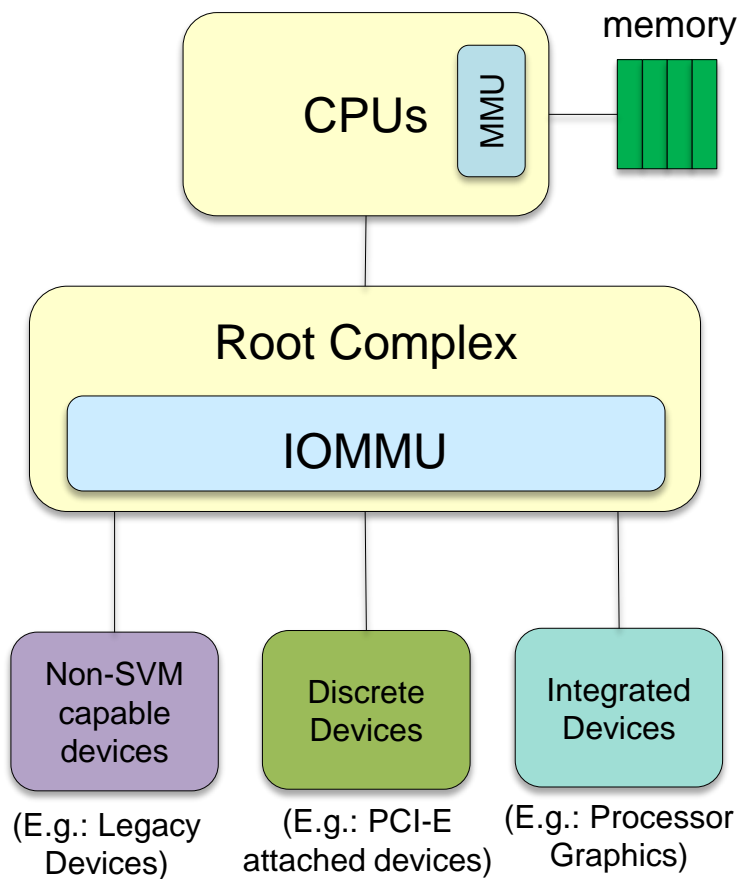 memory
CPUs
MMU
Root Complex
IOMMU
Non-SVM
capable
devices
Discrete
Devices
Integrated
Devices
(E.g.: Legacy
Devices)
(E.g.: PCI-E
attached devices)
(E.g.: Processor
Graphics)